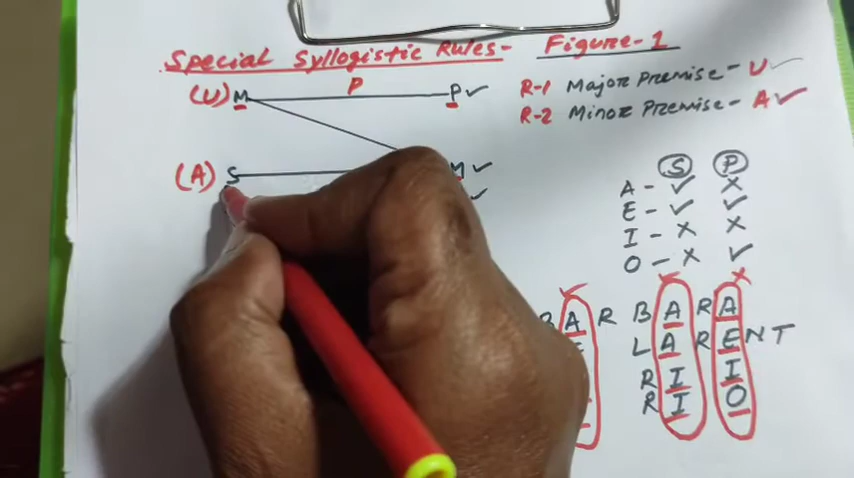 Special Syllogistic Rules- Figure-1
P
(U) M P ✓
R-1 Major Premise - U ✓
R-2 Minor Premise - A ✓
(A) S M ✓
✓
S P
A - ✓ ×
E - ✓ ✓
I - × ×
O - × ✓
✓ ✓ ×
B A R B A R A
L A R E N T
R I I
R I O